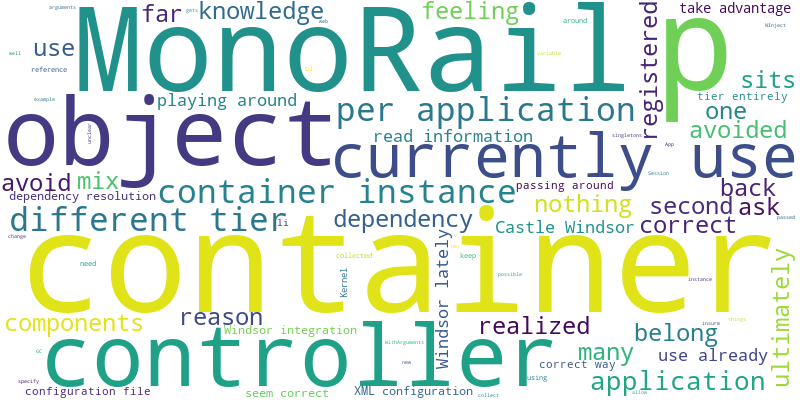 far
knowledge
feeling
take advantage
arguments
gets
WInject
MonoRail
p
around
web
use
well
reference
variable
registered
sits
tier entirely
playing around
per application
one
example
unclear
object
read information
currently use
avoided
singletons
App
avoid
mix
container instance
passing around
Session
back
dependency resolution
nothing
second
ask
different tier
li
dependency
Castle Windsor
correct
passed
change
container
Windsor lately
collected
keep
need
Kernel
possible
instance
ultimately
components
reason
realized
insure
things
Windsor integration
belong
controller
WithArguments
many
use already
GC
new
correct way
specify
using
application
configuration file
seem correct
XML configuration
collect
allow